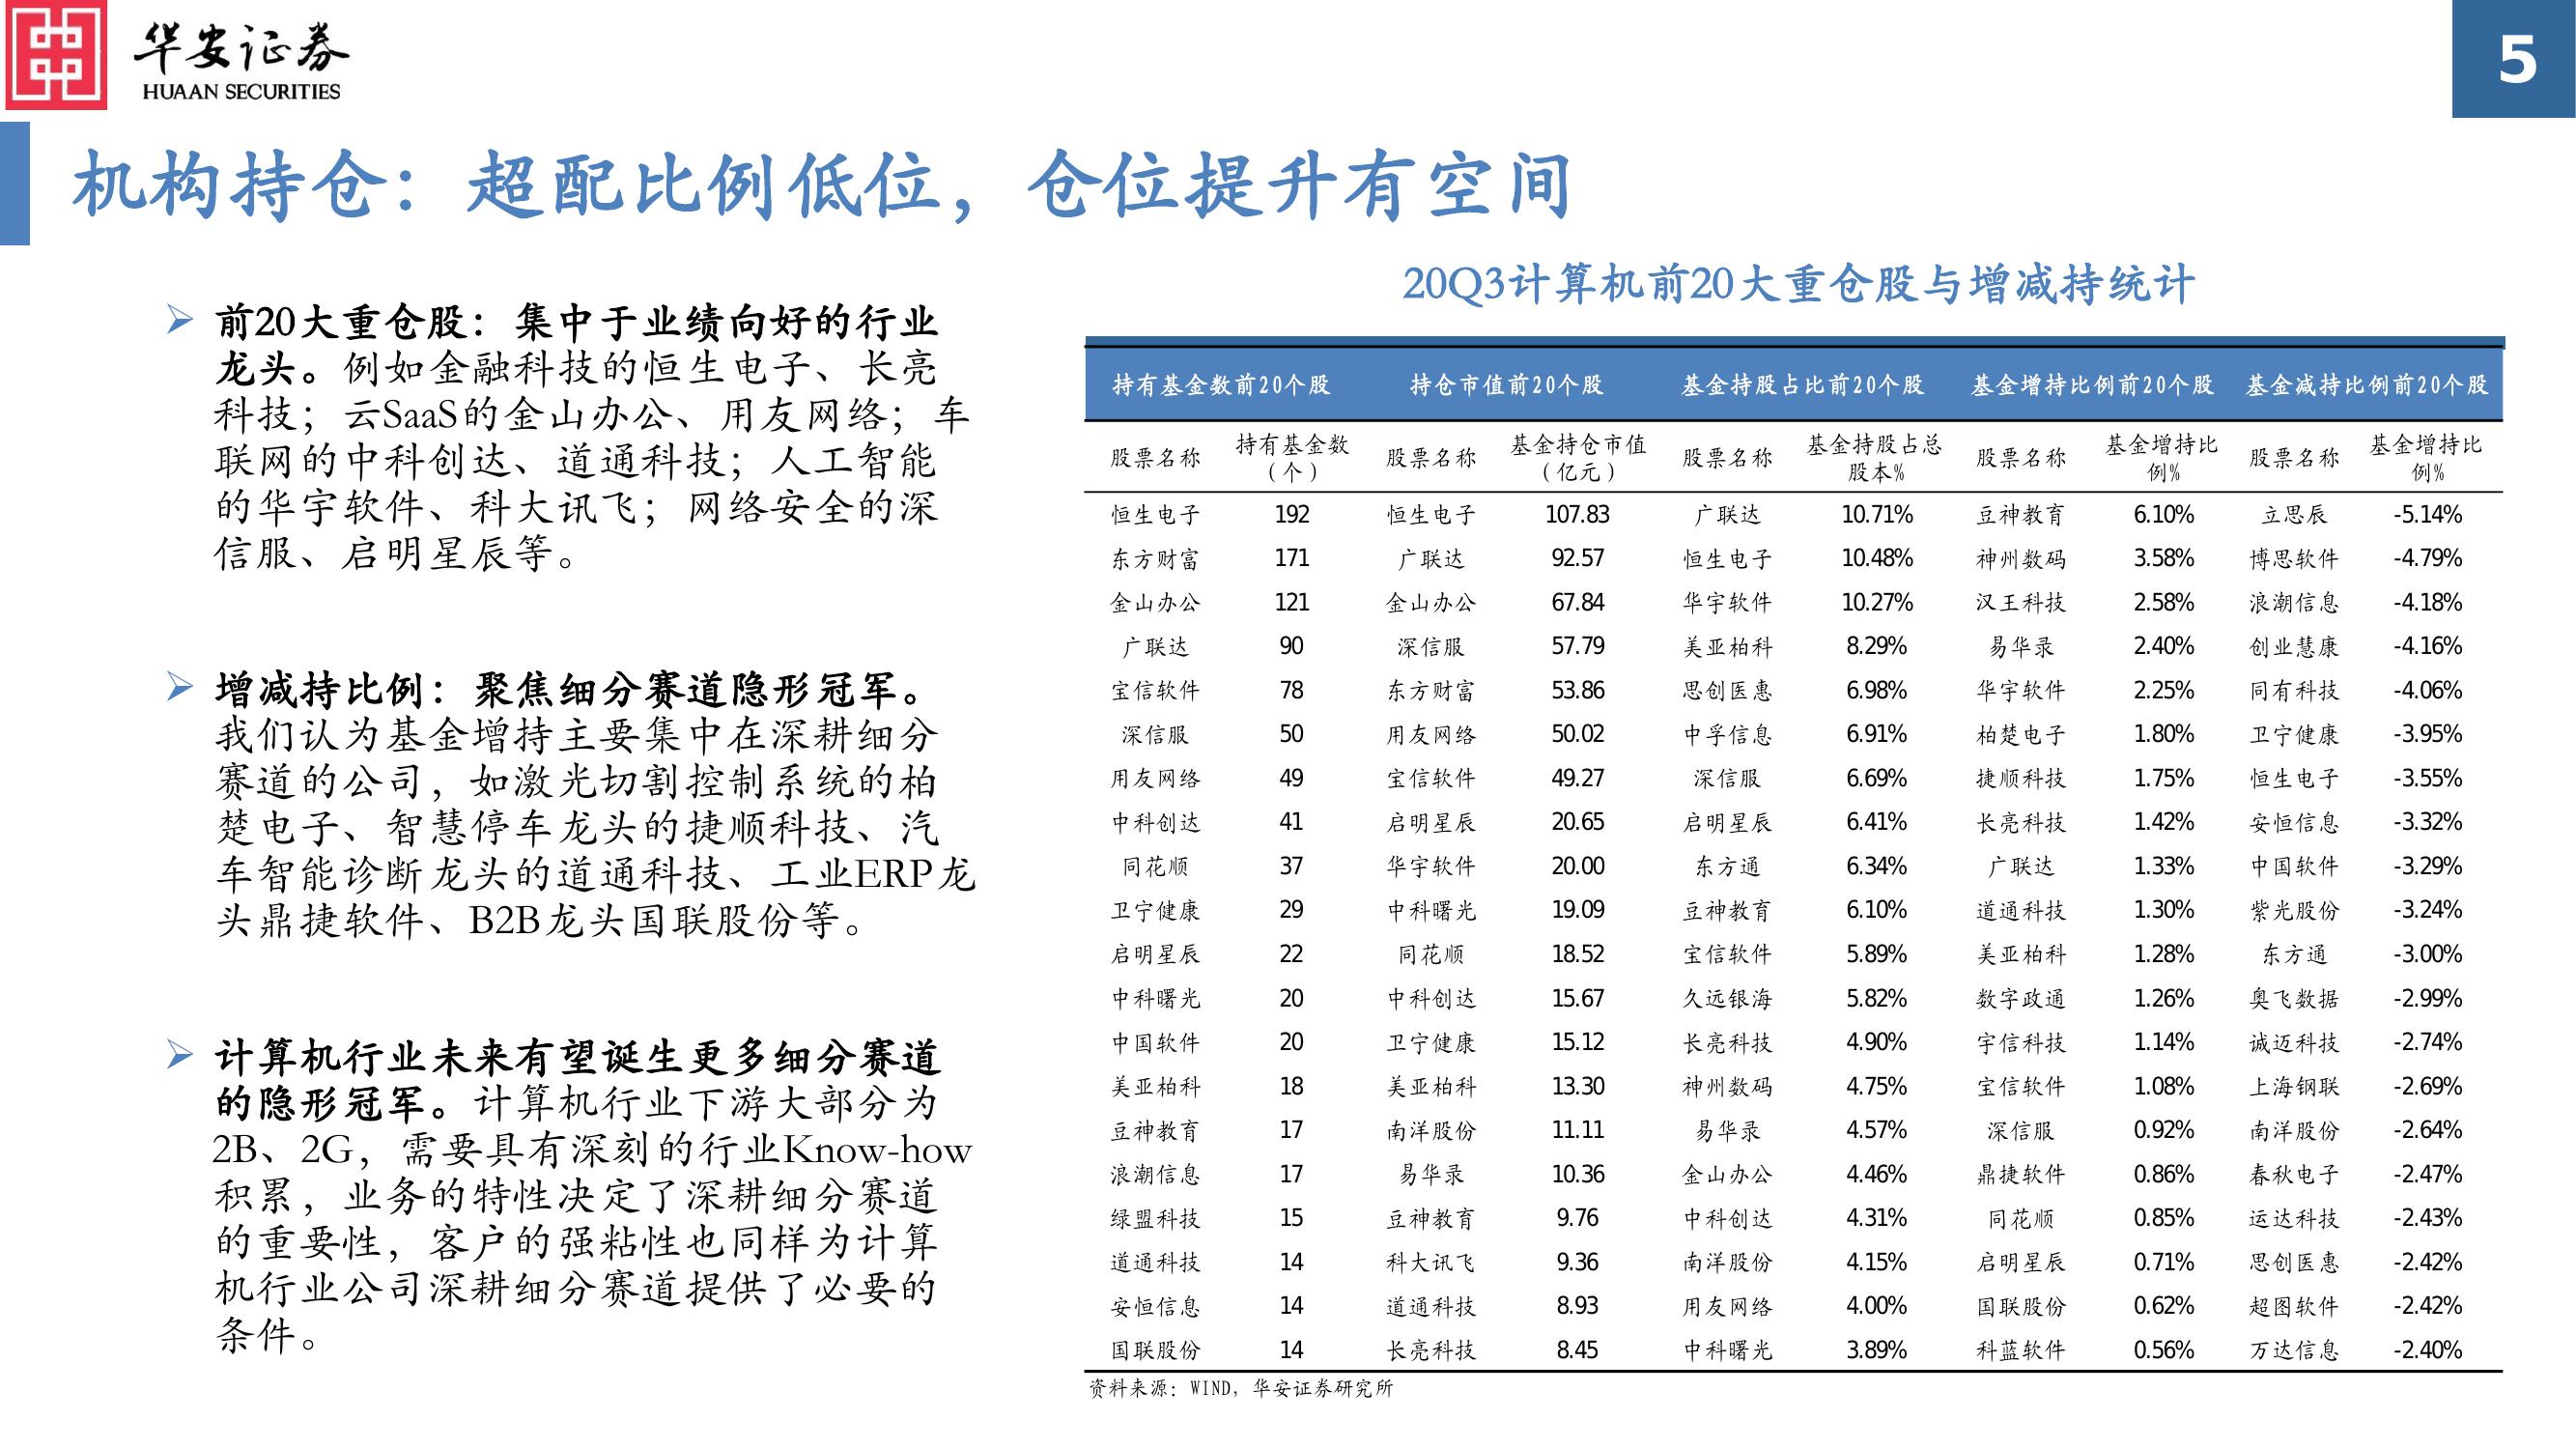 华安证券
HUAAN SECURITIES
5
机构持仓：超配比例低位，仓位提升有空间
➢ 前20大重仓股：集中于业绩向好的行业
龙头。例如金融科技的恒生电子、长亮
科技；云SaaS的金山办公、用友网络；车
联网的中科创达、道通科技；人工智能
的华宇软件、科大讯飞；网络安全的深
信服、启明星辰等。
➢ 增减持比例：聚焦细分赛道隐形冠军。
我们认为基金增持主要集中在深耕细分
赛道的公司，如激光切割控制系统的柏
楚电子、智慧停车龙头的捷顺科技、汽
车智能诊断龙头的道通科技、工业ERP龙
头鼎捷软件、B2B龙头国联股份等。
➢ 计算机行业未来有望诞生更多细分赛道
的隐形冠军。计算机行业下游大部分为
2B、2G，需要具有深刻的行业Know-how
积累，业务的特性决定了深耕细分赛道
的重要性，客户的强粘性也同样为计算
机行业公司深耕细分赛道提供了必要的
条件。
20Q3计算机前20大重仓股与增减持统计
持有基金数前20个股 持仓市值前20个股 基金持股占比前20个股 基金增持比例前20个股 基金减持比例前20个股
股票名称 持有基金数（个） 股票名称 基金持仓市值（亿元） 股票名称 基金持股占总股本% 股票名称 基金增持比例% 股票名称 基金增持比例%
恒生电子 192 恒生电子 107.83 广联达 10.71% 豆神教育 6.10% 立思辰 -5.14%
东方财富 171 广联达 92.57 恒生电子 10.48% 神州数码 3.58% 博思软件 -4.79%
金山办公 121 金山办公 67.84 华宇软件 10.27% 汉王科技 2.58% 浪潮信息 -4.18%
广联达 90 深信服 57.79 美亚柏科 8.29% 易华录 2.40% 创业慧康 -4.16%
宝信软件 78 东方财富 53.86 思创医惠 6.98% 华宇软件 2.25% 同有科技 -4.06%
深信服 50 用友网络 50.02 中孚信息 6.91% 柏楚电子 1.80% 卫宁健康 -3.95%
用友网络 49 宝信软件 49.27 深信服 6.69% 捷顺科技 1.75% 恒生电子 -3.55%
中科创达 41 启明星辰 20.65 启明星辰 6.41% 长亮科技 1.42% 安恒信息 -3.32%
同花顺 37 华宇软件 20.00 东方通 6.34% 广联达 1.33% 中国软件 -3.29%
卫宁健康 29 中科曙光 19.09 豆神教育 6.10% 道通科技 1.30% 紫光股份 -3.24%
启明星辰 22 同花顺 18.52 宝信软件 5.89% 美亚柏科 1.28% 东方通 -3.00%
中科曙光 20 中科创达 15.67 久远银海 5.82% 数字政通 1.26% 奥飞数据 -2.99%
中国软件 20 卫宁健康 15.12 长亮科技 4.90% 宇信科技 1.14% 诚迈科技 -2.74%
美亚柏科 18 美亚柏科 13.30 神州数码 4.75% 宝信软件 1.08% 上海钢联 -2.69%
豆神教育 17 南洋股份 11.11 易华录 4.57% 深信服 0.92% 南洋股份 -2.64%
浪潮信息 17 易华录 10.36 金山办公 4.46% 鼎捷软件 0.86% 春秋电子 -2.47%
绿盟科技 15 豆神教育 9.76 中科创达 4.31% 同花顺 0.85% 运达科技 -2.43%
道通科技 14 科大讯飞 9.36 南洋股份 4.15% 启明星辰 0.71% 思创医惠 -2.42%
安恒信息 14 道通科技 8.93 用友网络 4.00% 国联股份 0.62% 超图软件 -2.42%
国联股份 14 长亮科技 8.45 中科曙光 3.89% 科蓝软件 0.56% 万达信息 -2.40%
资料来源：WIND，华安证券研究所